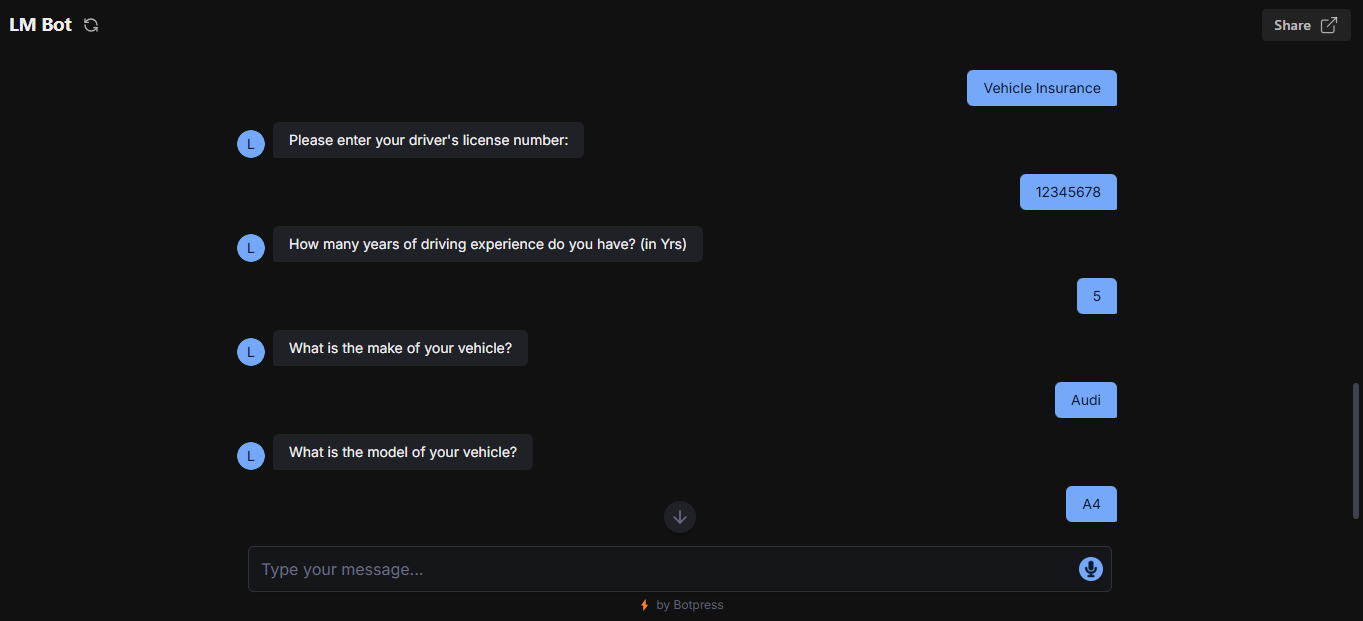 LM Bot
Share
Vehicle Insurance
L
Please enter your driver's license number:
12345678
L
How many years of driving experience do you have? (in Yrs)
5
L
What is the make of your vehicle?
Audi
L
What is the model of your vehicle?
A4
Type your message...
by Botpress